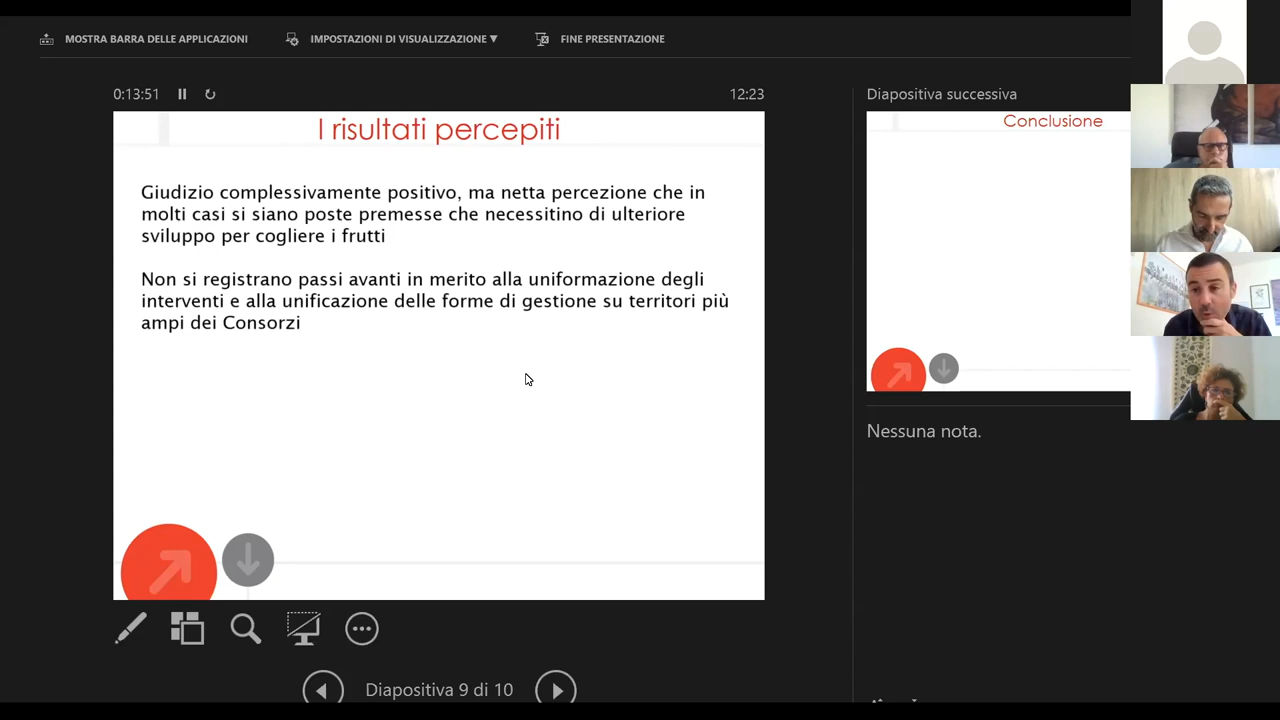 MOSTRA BARRA DELLE APPLICAZIONI
IMPOSTAZIONI DI VISUALIZZAZIONE ▼
FINE PRESENTAZIONE
0:13:51
12:23
I risultati percepiti
Giudizio complessivamente positivo, ma netta percezione che in
molti casi si siano poste premesse che necessitino di ulteriore
sviluppo per cogliere i frutti
Non si registrano passi avanti in merito alla uniformazione degli
interventi e alla unificazione delle forme di gestione su territori più
ampi dei Consorzi
Diapositiva 9 di 10
Diapositiva successiva
Conclusione
Nessuna nota.